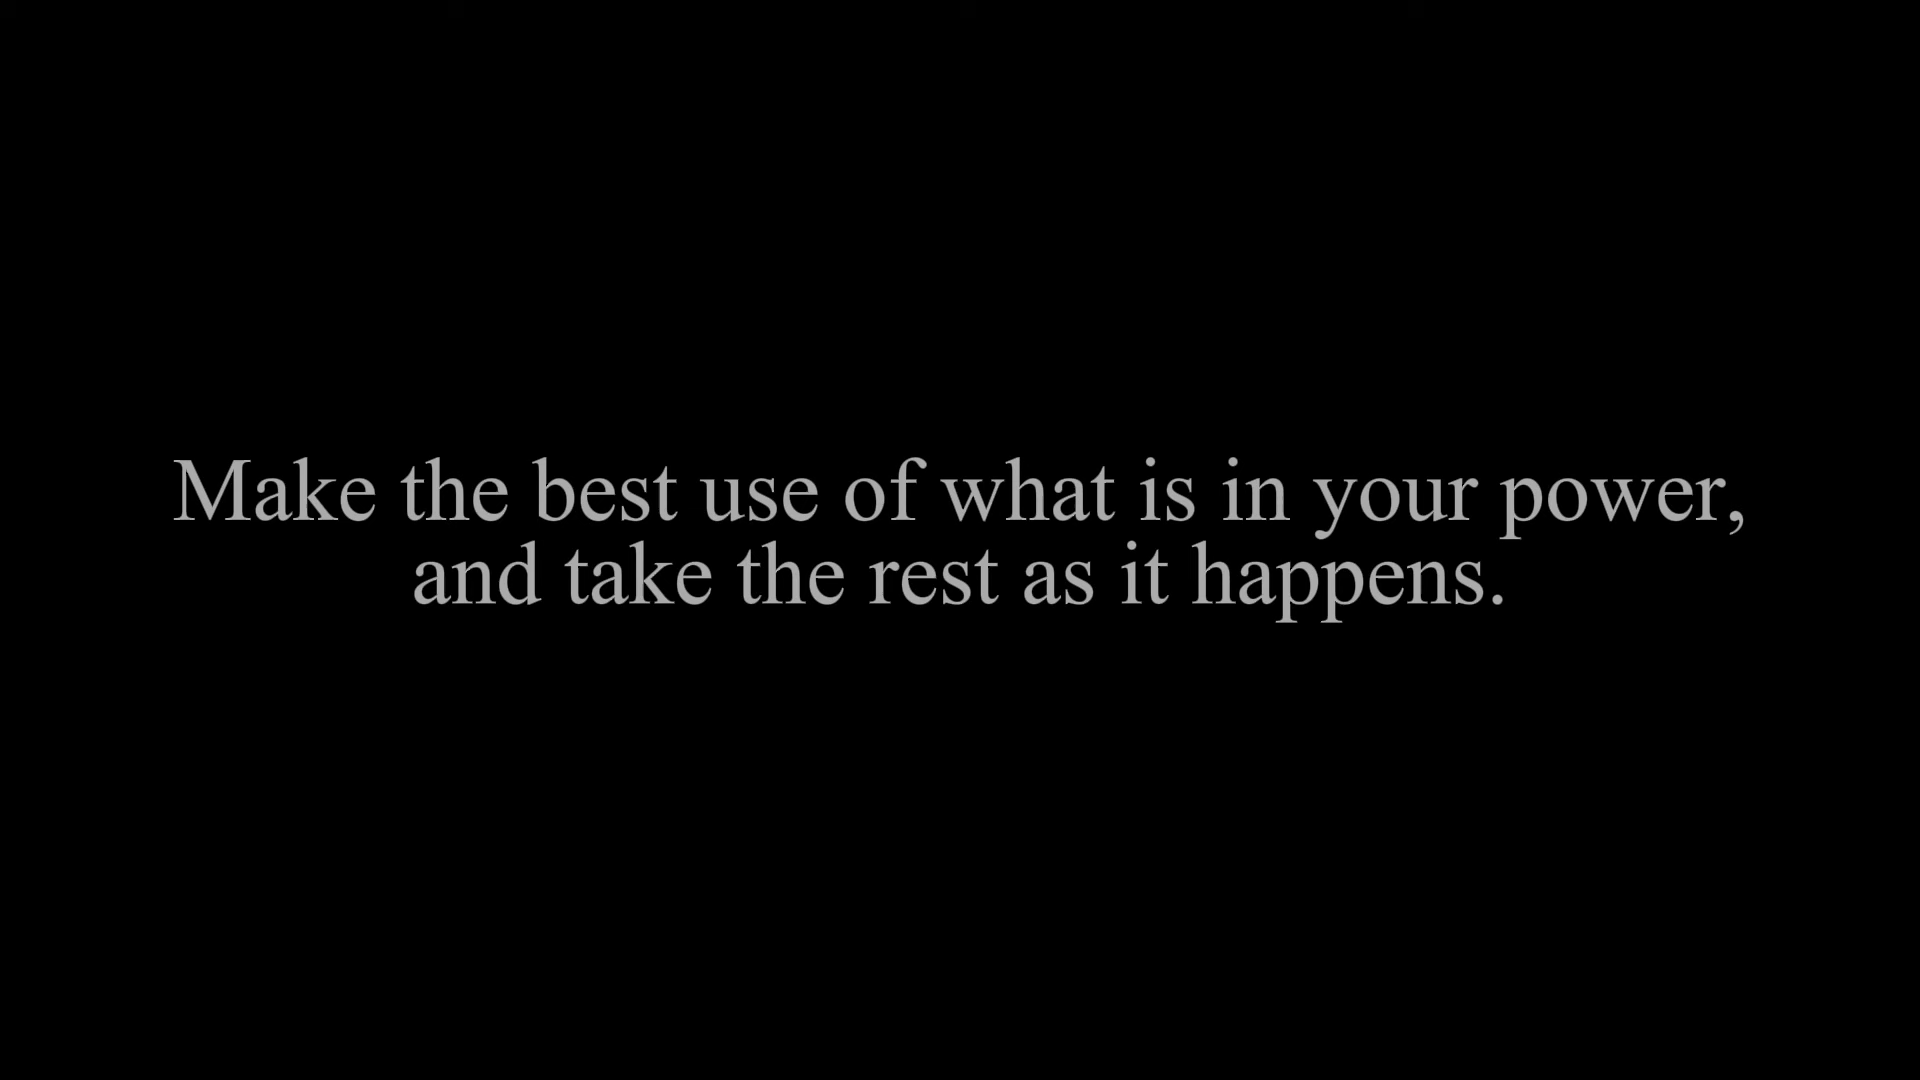 Make the best use of what is in your power,
and take the rest as it happens.